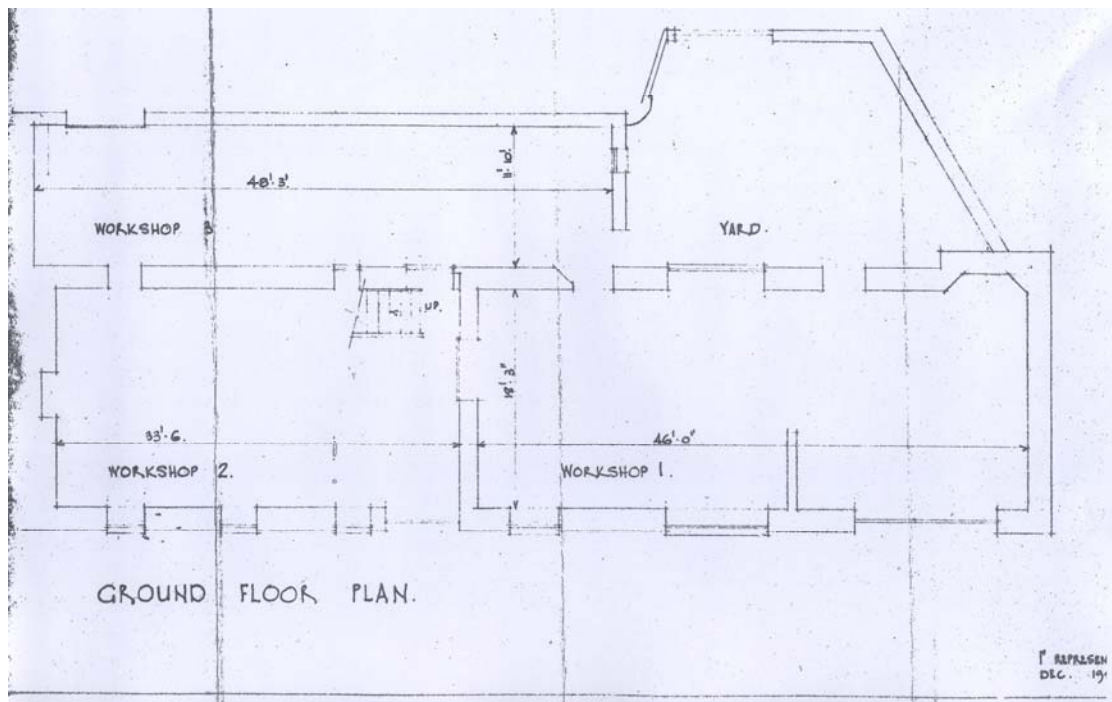 11'·10'
48'·3'
WORKSHOP 3
YARD.
UP.
18'·3"
33'·6.
46'·0"
WORKSHOP 2.
WORKSHOP 1.
GROUND FLOOR PLAN.
1" REPRESEN
DEC. 19